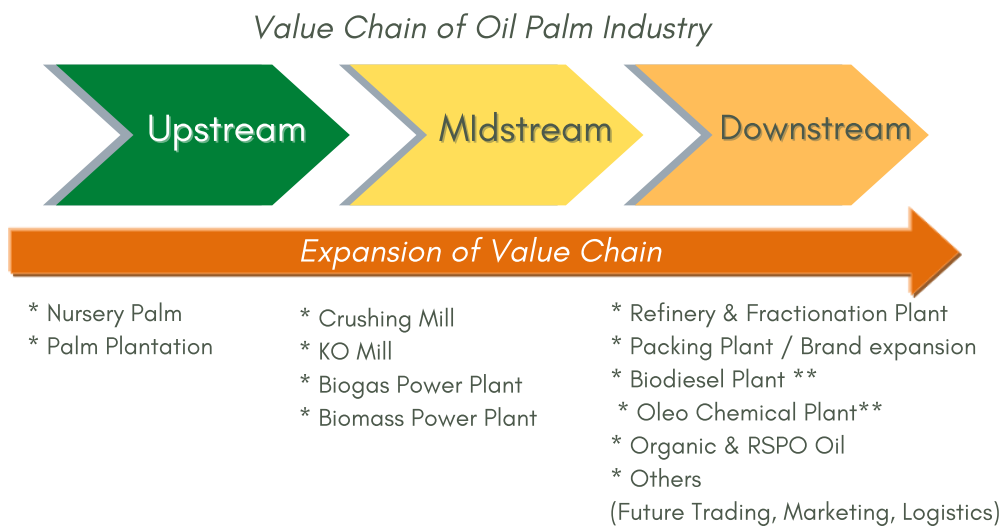 Value Chain of Oil Palm Industry
Upstream
MIdstream
Downstream
Expansion of Value Chain
* Nursery Palm
* Palm Plantation
* Crushing Mill
* KO Mill
* Biogas Power Plant
* Biomass Power Plant
* Refinery & Fractionation Plant
* Packing Plant / Brand expansion
* Biodiesel Plant **
* Oleo Chemical Plant**
* Organic & RSPO Oil
* Others
(Future Trading, Marketing, Logistics)